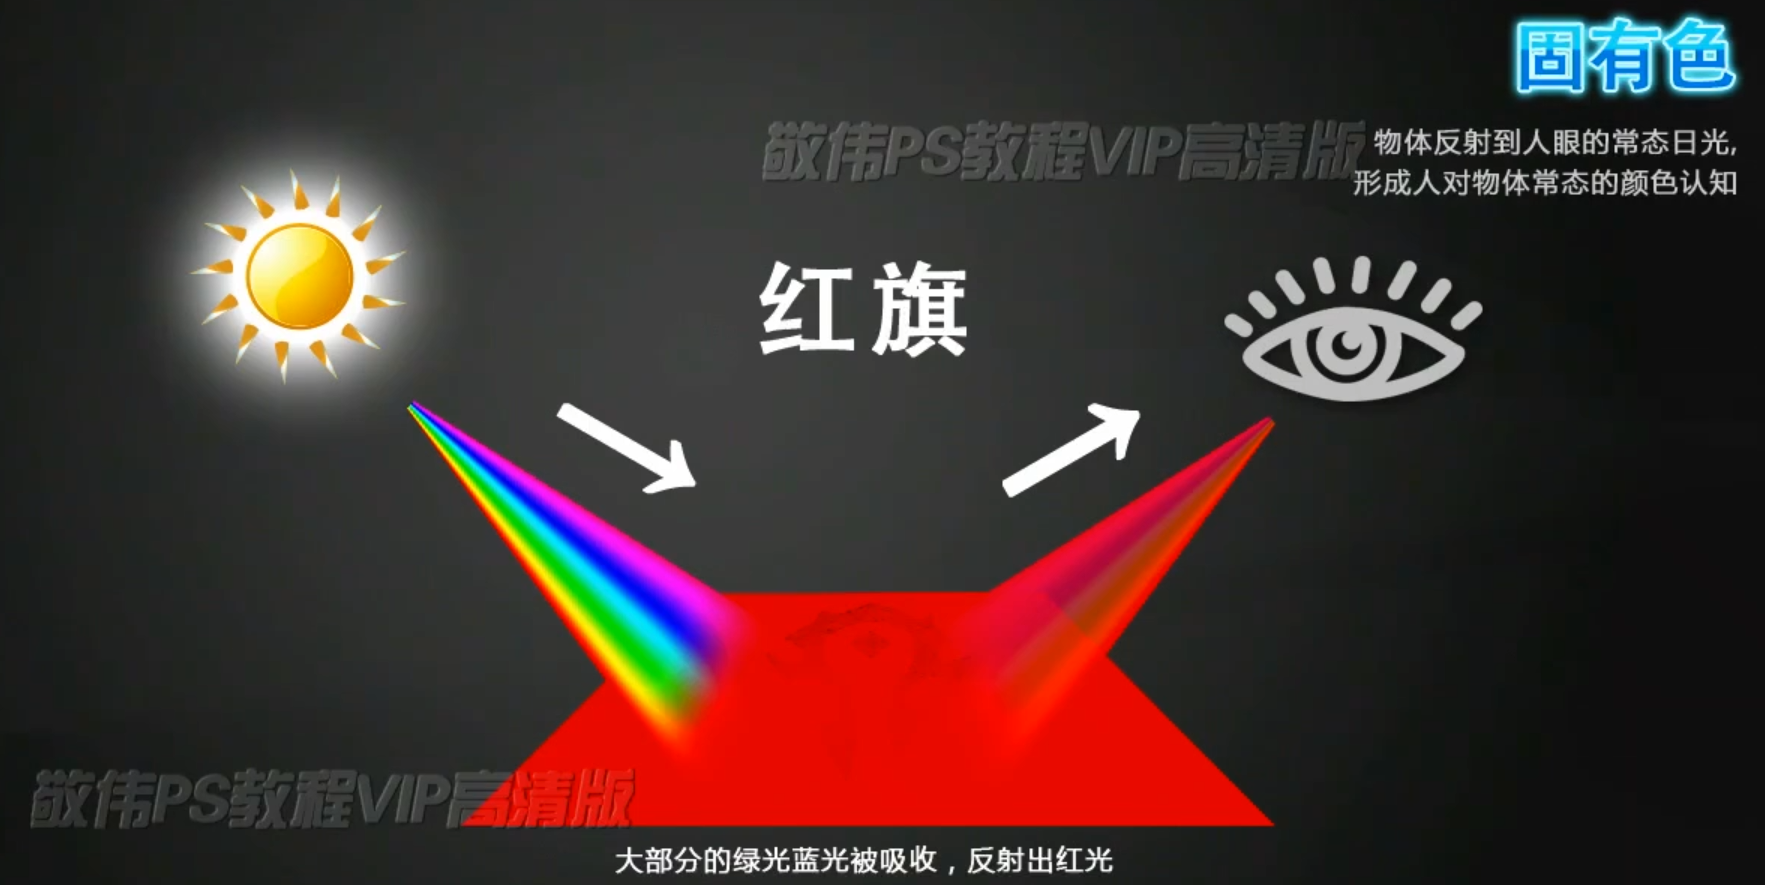 固有色
敬伟PS教程VIP高清版
物体反射到人眼的常态日光,
形成人对物体常态的颜色认知
红旗
敬伟PS教程VIP高清版
大部分的绿光蓝光被吸收，反射出红光